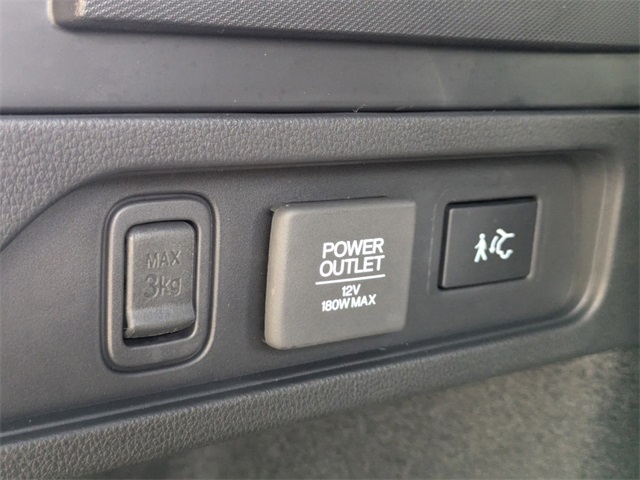 MAX
3kg
POWER
OUTLET
12V
180W MAX